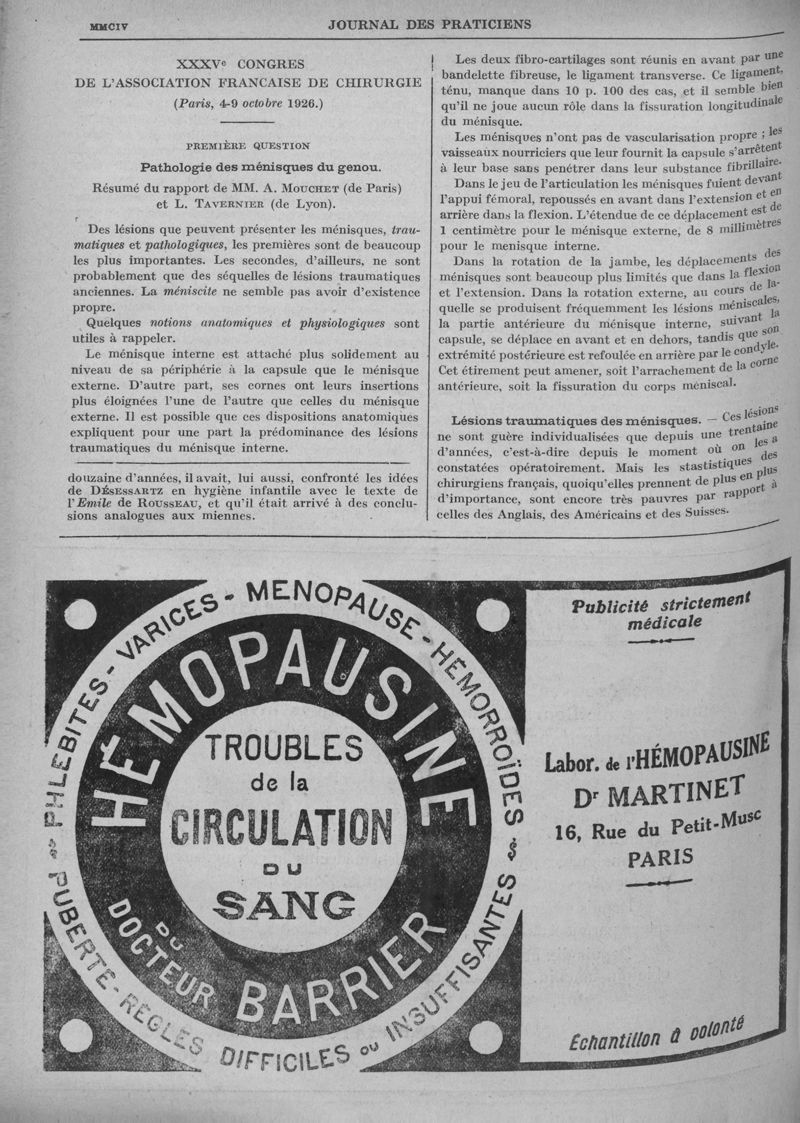 MMCIV
JOURNAL DES PRATICIENS
XXXVe CONGRES
DE L'ASSOCIATION FRANCAISE DE CHIRURGIE
(Paris, 4-9 octobre 1926.)
PREMIÈRE QUESTION
Pathologie des ménisques du genou.
Résumé du rapport de MM. A. MOUCHET (de Paris)
et L. TAVERNIER (de Lyon).
Des lésions que peuvent présenter les ménisques, trau-
matiques et pathologiques, les premières sont de beaucoup
les plus importantes. Les secondes, d'ailleurs, ne sont
probablement que des séquelles de lésions traumatiques
anciennes. La méniscite ne semble pas avoir d'existence
propre.
Quelques notions anatomiques et physiologiques sont
utiles à rappeler.
Le ménisque interne est attaché plus solidement au
niveau de sa périphérie à la capsule que le ménisque
externe. D'autre part, ses cornes ont leurs insertions
plus éloignées l'une de l'autre que celles du ménisque
externe. Il est possible que ces dispositions anatomiques
expliquent pour une part la prédominance des lésions
traumatiques du ménisque interne.
douzaine d'années, il avait, lui aussi, confronté les idées
de DÉSESSARTZ en hygiène infantile avec le texte de
l'Emile de ROUSSEAU, et qu'il était arrivé à des conclu-
sions analogues aux miennes.
Les deux fibro-cartilages sont réunis en avant par une
bandelette fibreuse, le ligament transverse. Ce ligament,
ténu, manque dans 10 p. 100 des cas, et il semble bien
qu'il ne joue aucun rôle dans la fissuration longitudinale
du ménisque.
Les ménisques n'ont pas de vascularisation propre ; les
vaisseaux nourriciers que leur fournit la capsule s'arrêtent
à leur base sans penétrer dans leur substance fibrillaire.
Dans le jeu de l'articulation les ménisques fuient devant
l'appui fémoral, repoussés en avant dans l'extension et en
arrière dans la flexion. L'étendue de ce déplacement est de
1 centimètre pour le ménisque externe, de 8 millimètres
pour le menisque interne.
Dans la rotation de la jambe, les déplacements des
ménisques sont beaucoup plus limités que dans la flexion
et l'extension. Dans la rotation externe, au cours de la-
quelle se produisent fréquemment les lésions méniscales,
la partie antérieure du ménisque interne, suivant la
capsule, se déplace en avant et en dehors, tandis que son
extrémité postérieure est refoulée en arrière par le condyle.
Cet étirement peut amener, soit l'arrachement de la corne
antérieure, soit la fissuration du corps méniscal.
Lésions traumatiques des ménisques. — Ces lésions
ne sont guère individualisées que depuis une trentaine
d'années, c'est-à-dire depuis le moment où on les a
constatées opératoirement. Mais les stastistiques des
chirurgiens français, quoiqu'elles prennent de plus en plus
d'importance, sont encore très pauvres par rapport à
celles des Anglais, des Américains et des Suisses.
PHLÉBITES - VARICES - MENOPAUSE - HÉMORROÏDES
HÉMOPAUSINE
TROUBLES
de la
CIRCULATION
DU
SANG
DU
DOCTEUR BARRIER
PUBERTÉ - RÈGLES DIFFICILES OU INSUFFISANTES
Publicité strictement
médicale
Labor. de l'HÉMOPAUSINE
Dr MARTINET
16, Rue du Petit-Musc
PARIS
Échantillon à volonté